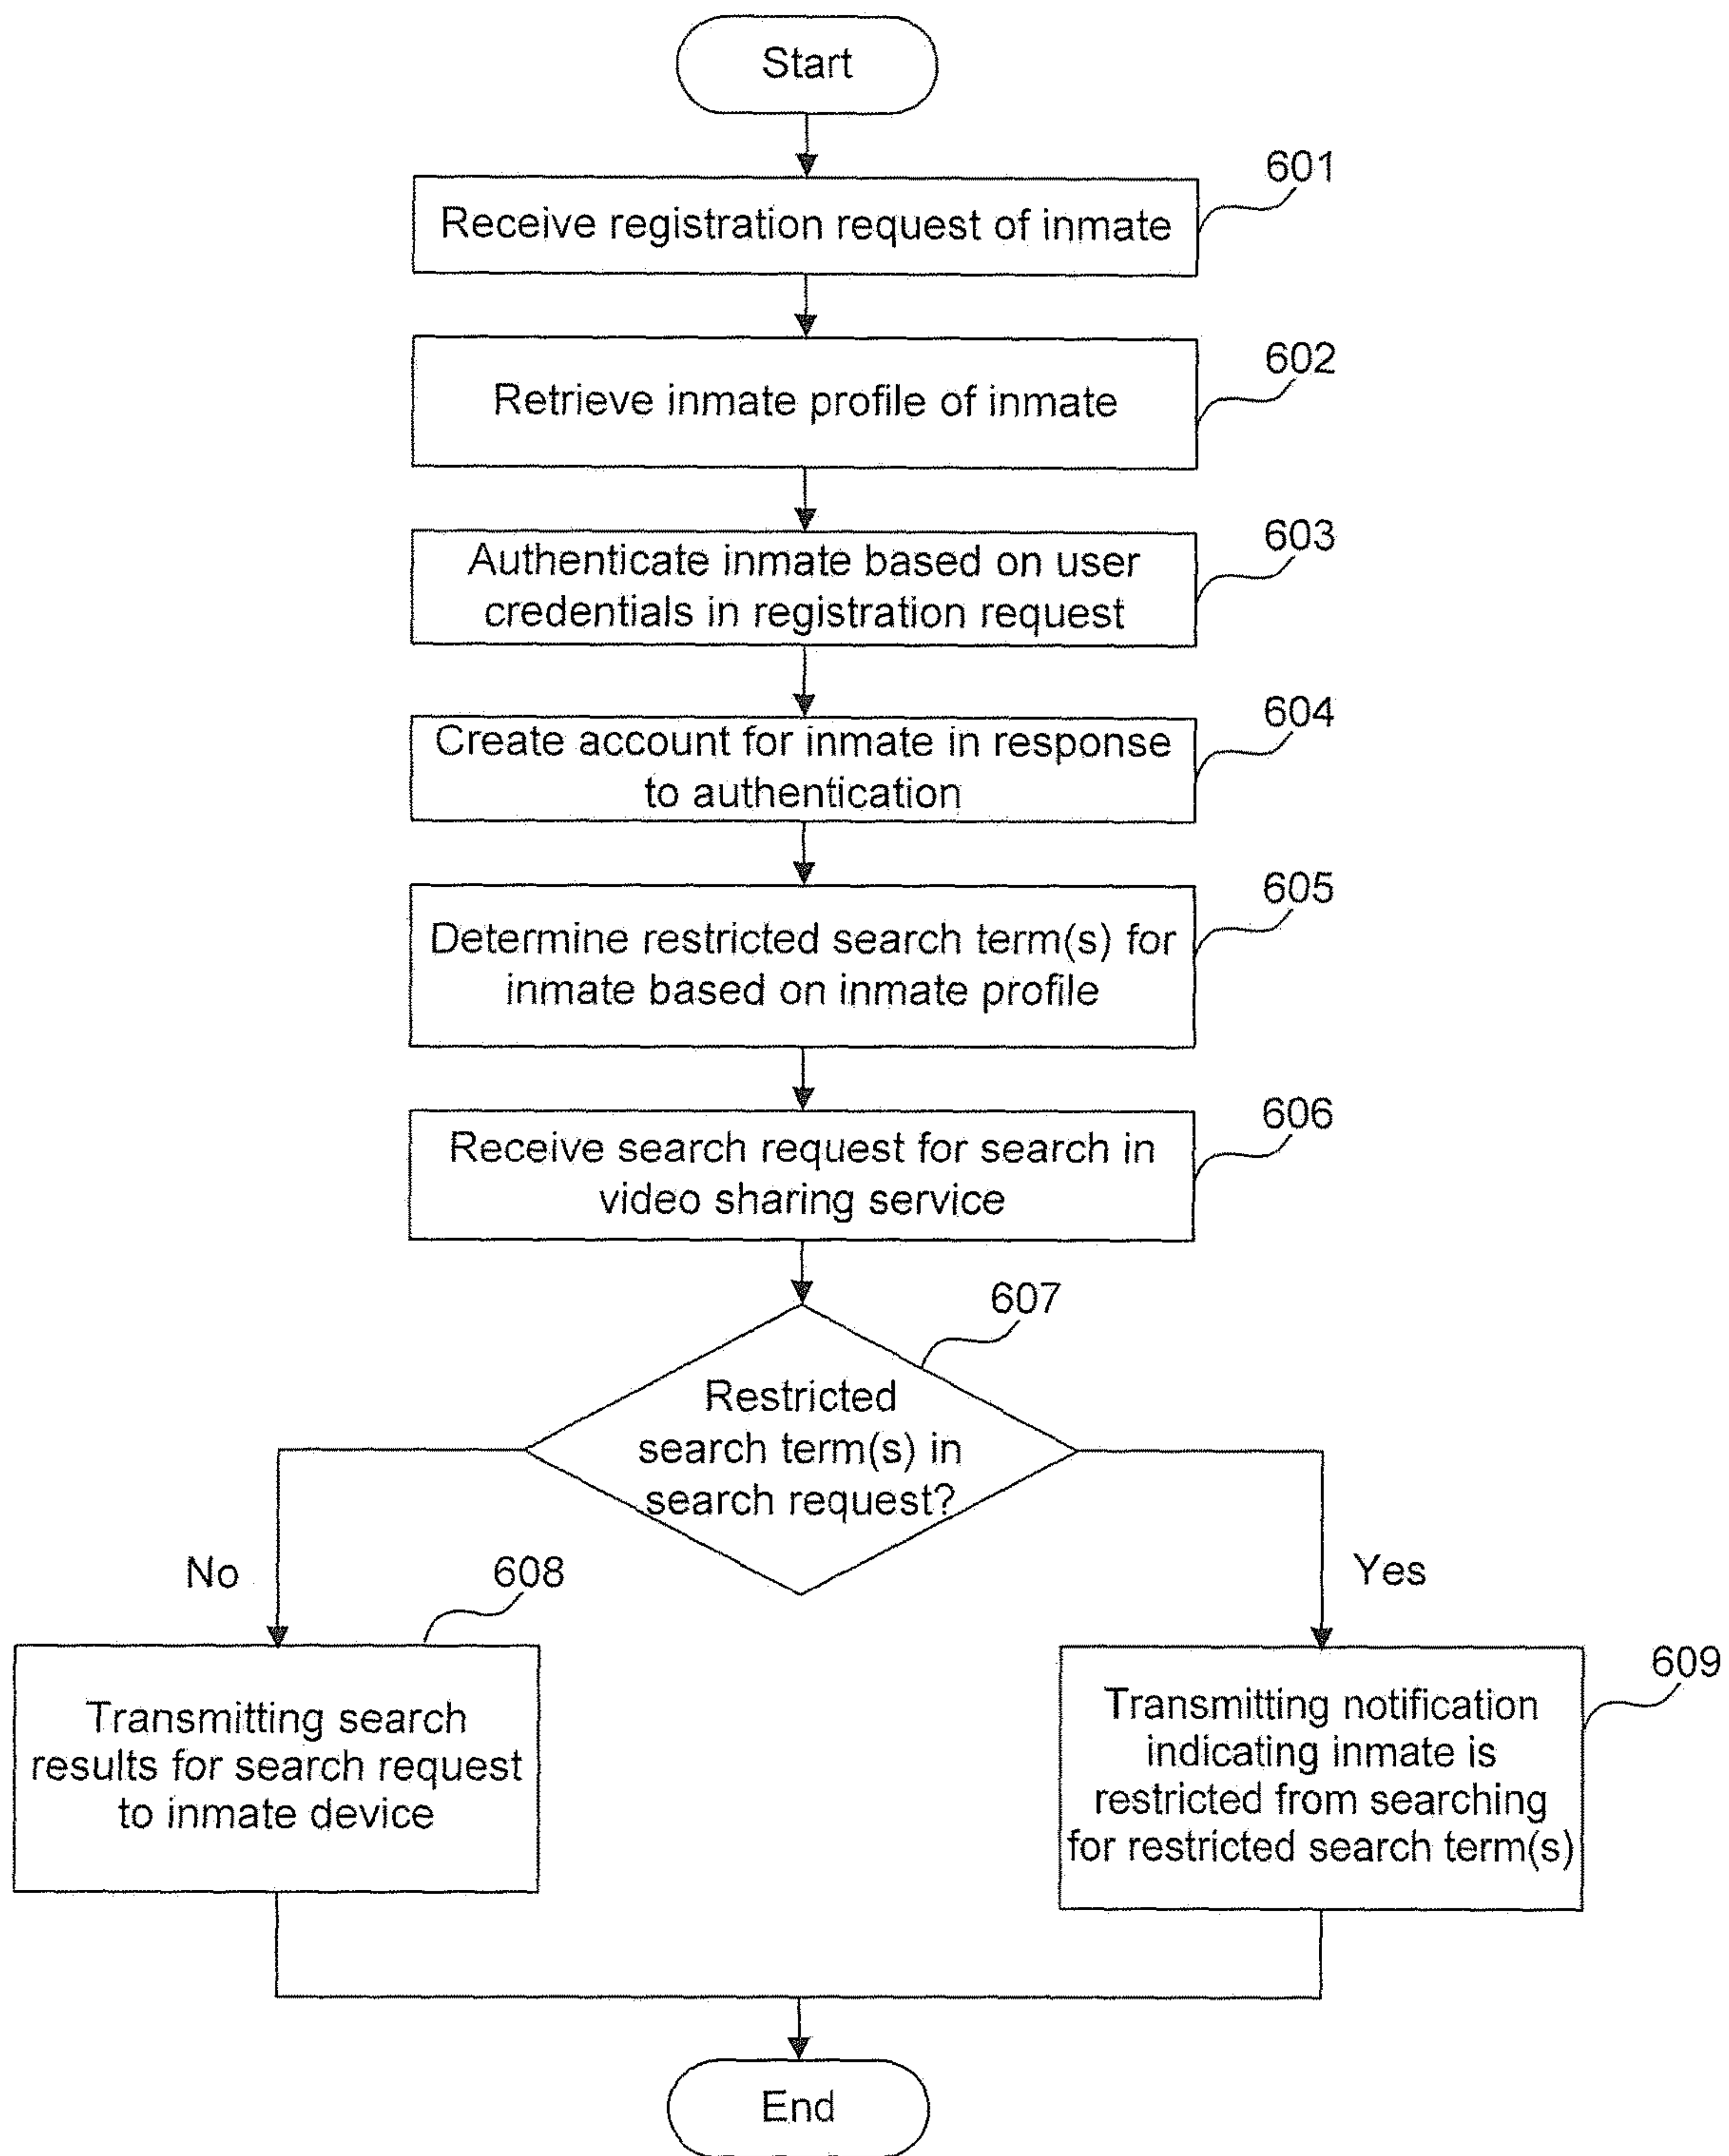 Start
601
Receive registration request of inmate
602
Retrieve inmate profile of inmate
603
Authenticate inmate based on user
credentials in registration request
604
Create account for inmate in response
to authentication
605
Determine restricted search term(s) for
inmate based on inmate profile
606
Receive search request for search in
video sharing service
607
Restricted
search term(s) in
search request?
No
608
Yes
609
Transmitting search
results for search request
to inmate device
Transmitting notification
indicating inmate is
restricted from searching
for restricted search term(s)
End